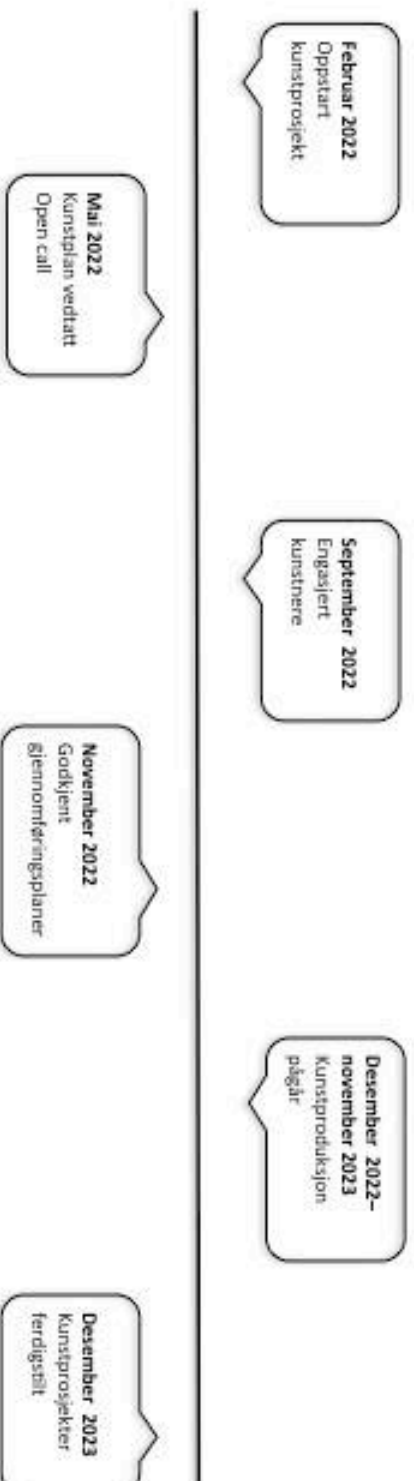 Februar 2022
Oppstart
kunstprosjekt
Mai 2022
Kunstplan vedtatt
Open call
September 2022
Engasjert
kunstnere
November 2022
Godkjent
gjennomføringsplaner
Desember 2022–
november 2023
Kunstproduksjon
pågår
Desember 2023
Kunstprosjekter
ferdigstilt